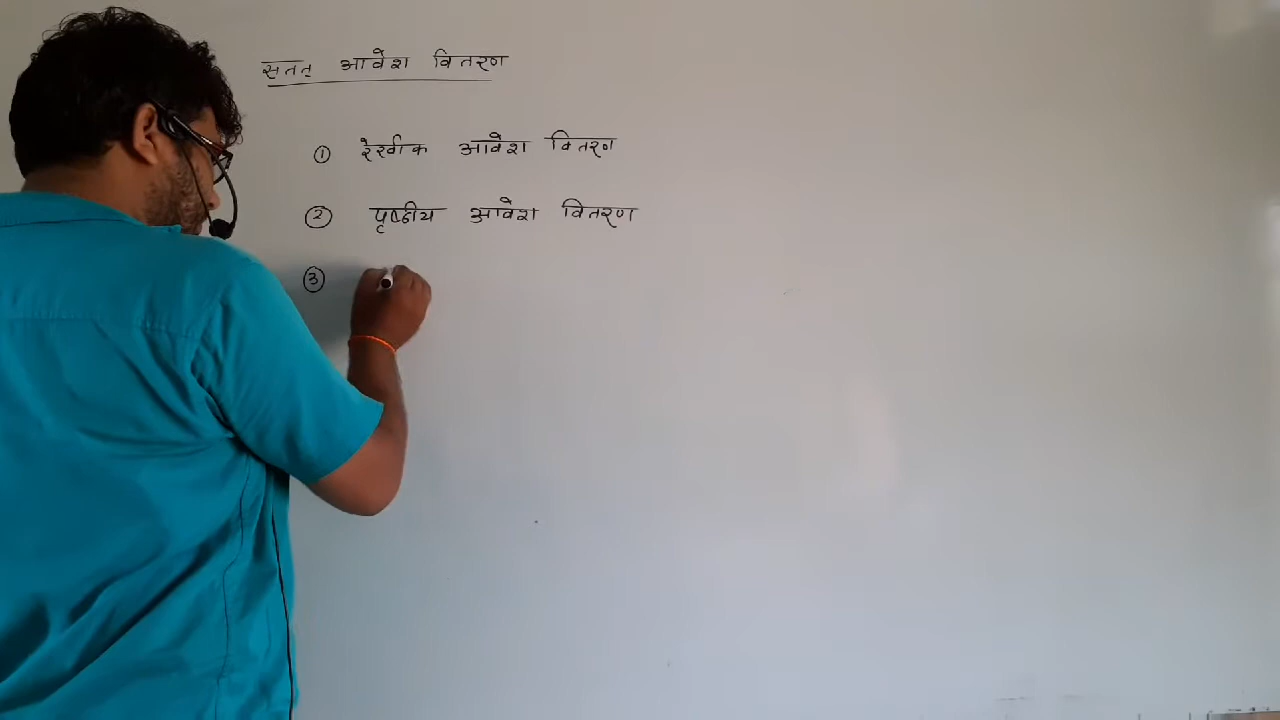 सतत् आवेश वितरण
① रेखीक आवेश वितरण
② पृष्ठीय आवेश वितरण
③